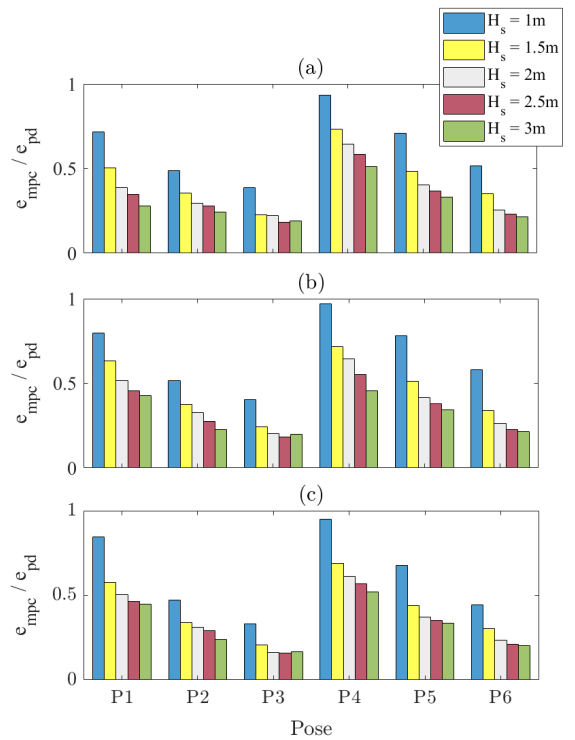 H_s = 1m
H_s = 1.5m
H_s = 2m
H_s = 2.5m
H_s = 3m
(a)
1
0.5
0
e_mpc / e_pd
(b)
1
0.5
0
e_mpc / e_pd
(c)
1
0.5
0
e_mpc / e_pd
P1 P2 P3 P4 P5 P6
Pose